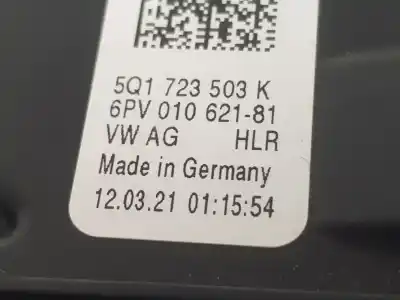 5Q1 723 503 K
6PV 010 621-81
VW AG HLR
Made in Germany
12.03.21 01:15:54